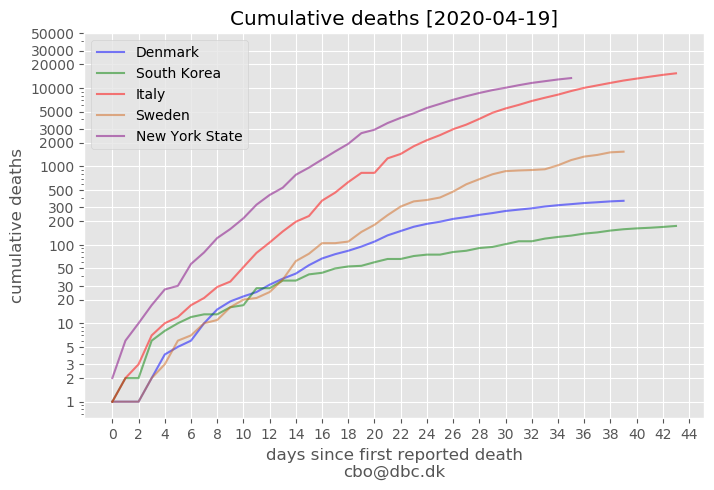 Cumulative deaths [2020-04-19]
50000
30000
20000
10000
5000
3000
2000
1000
500
300
200
100
50
30
20
10
5
3
2
1
cumulative deaths
Denmark
South Korea
Italy
Sweden
New York State
0 2 4 6 8 10 12 14 16 18 20 22 24 26 28 30 32 34 36 38 40 42 44
days since first reported death
cbo@dbc.dk